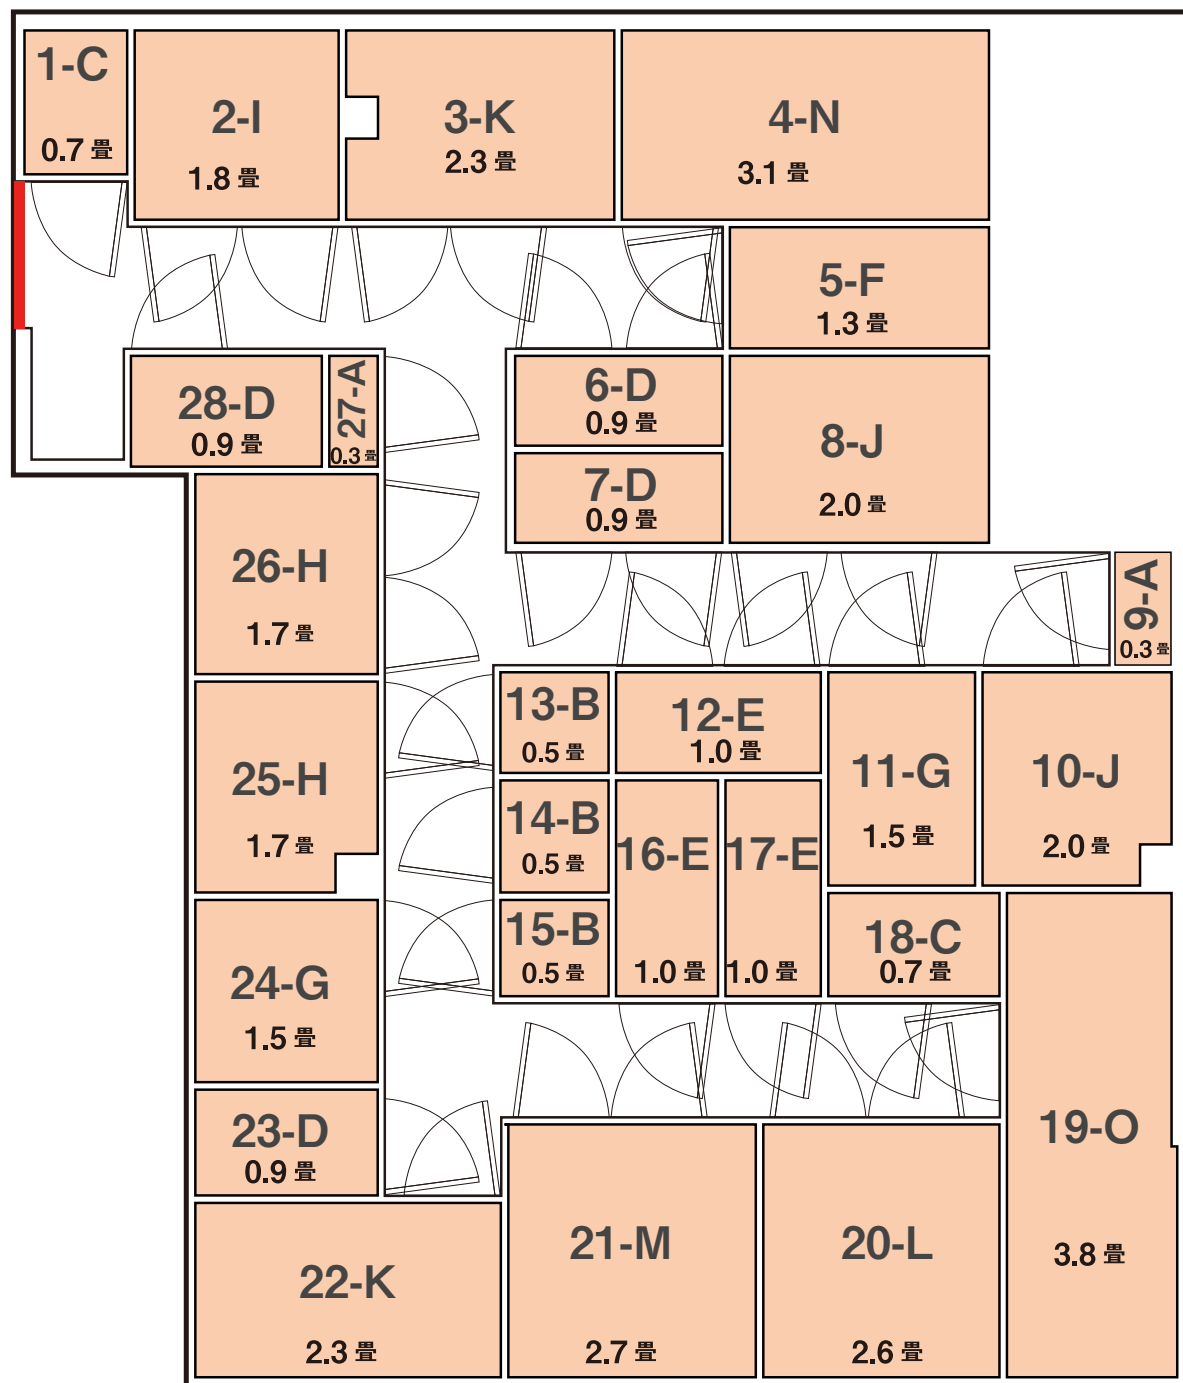 1-C
0.7 畳
2-I
1.8 畳
3-K
2.3 畳
4-N
3.1 畳
5-F
1.3 畳
28-D
0.9 畳
27-A
0.3 畳
6-D
0.9 畳
7-D
0.9 畳
8-J
2.0 畳
26-H
1.7 畳
9-A
0.3 畳
25-H
1.7 畳
13-B
0.5 畳
12-E
1.0 畳
11-G
1.5 畳
10-J
2.0 畳
14-B
0.5 畳
16-E
1.0 畳
17-E
1.0 畳
15-B
0.5 畳
18-C
0.7 畳
24-G
1.5 畳
23-D
0.9 畳
19-O
3.8 畳
22-K
2.3 畳
21-M
2.7 畳
20-L
2.6 畳